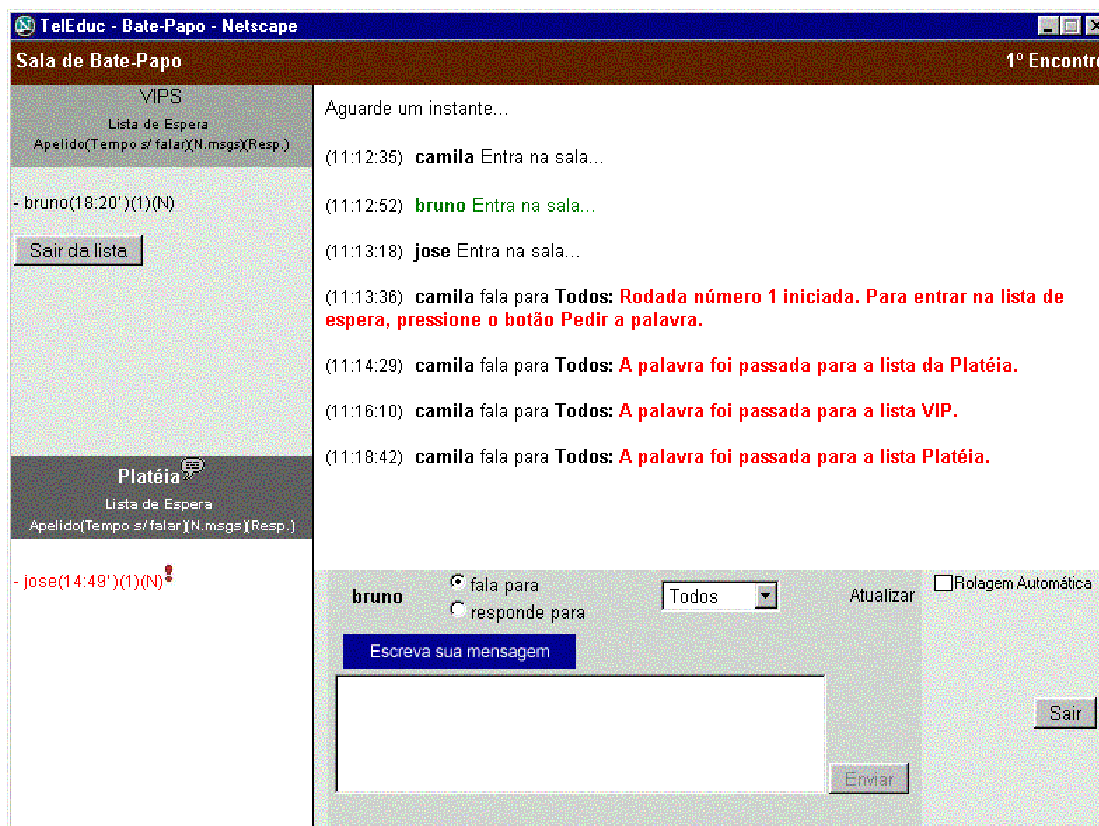 TelEduc - Bate-Papo - Netscape
Sala de Bate-Papo
1º Encontro
VIPS
Lista de Espera
Apelido(Tempo s/ falar)(N.msgs)(Resp.)
- bruno(18:20")(1)(N)
Sair da lista
Platéia
Lista de Espera
Apelido(Tempo s/ falar)(N.msgs)(Resp.)
- jose(14:49")(1)(N)
Aguarde um instante...
(11:12:35) camila Entra na sala...
(11:12:52) bruno Entra na sala...
(11:13:18) jose Entra na sala...
(11:13:36) camila fala para Todos: Rodada número 1 iniciada. Para entrar na lista de
espera, pressione o botão Pedir a palavra.
(11:14:29) camila fala para Todos: A palavra foi passada para a lista da Platéia.
(11:16:10) camila fala para Todos: A palavra foi passada para a lista VIP.
(11:18:42) camila fala para Todos: A palavra foi passada para a lista Platéia.
bruno
fala para
responde para
Todos
Atualizar
Rolagem Automática
Escreva sua mensagem
Sair
Enviar